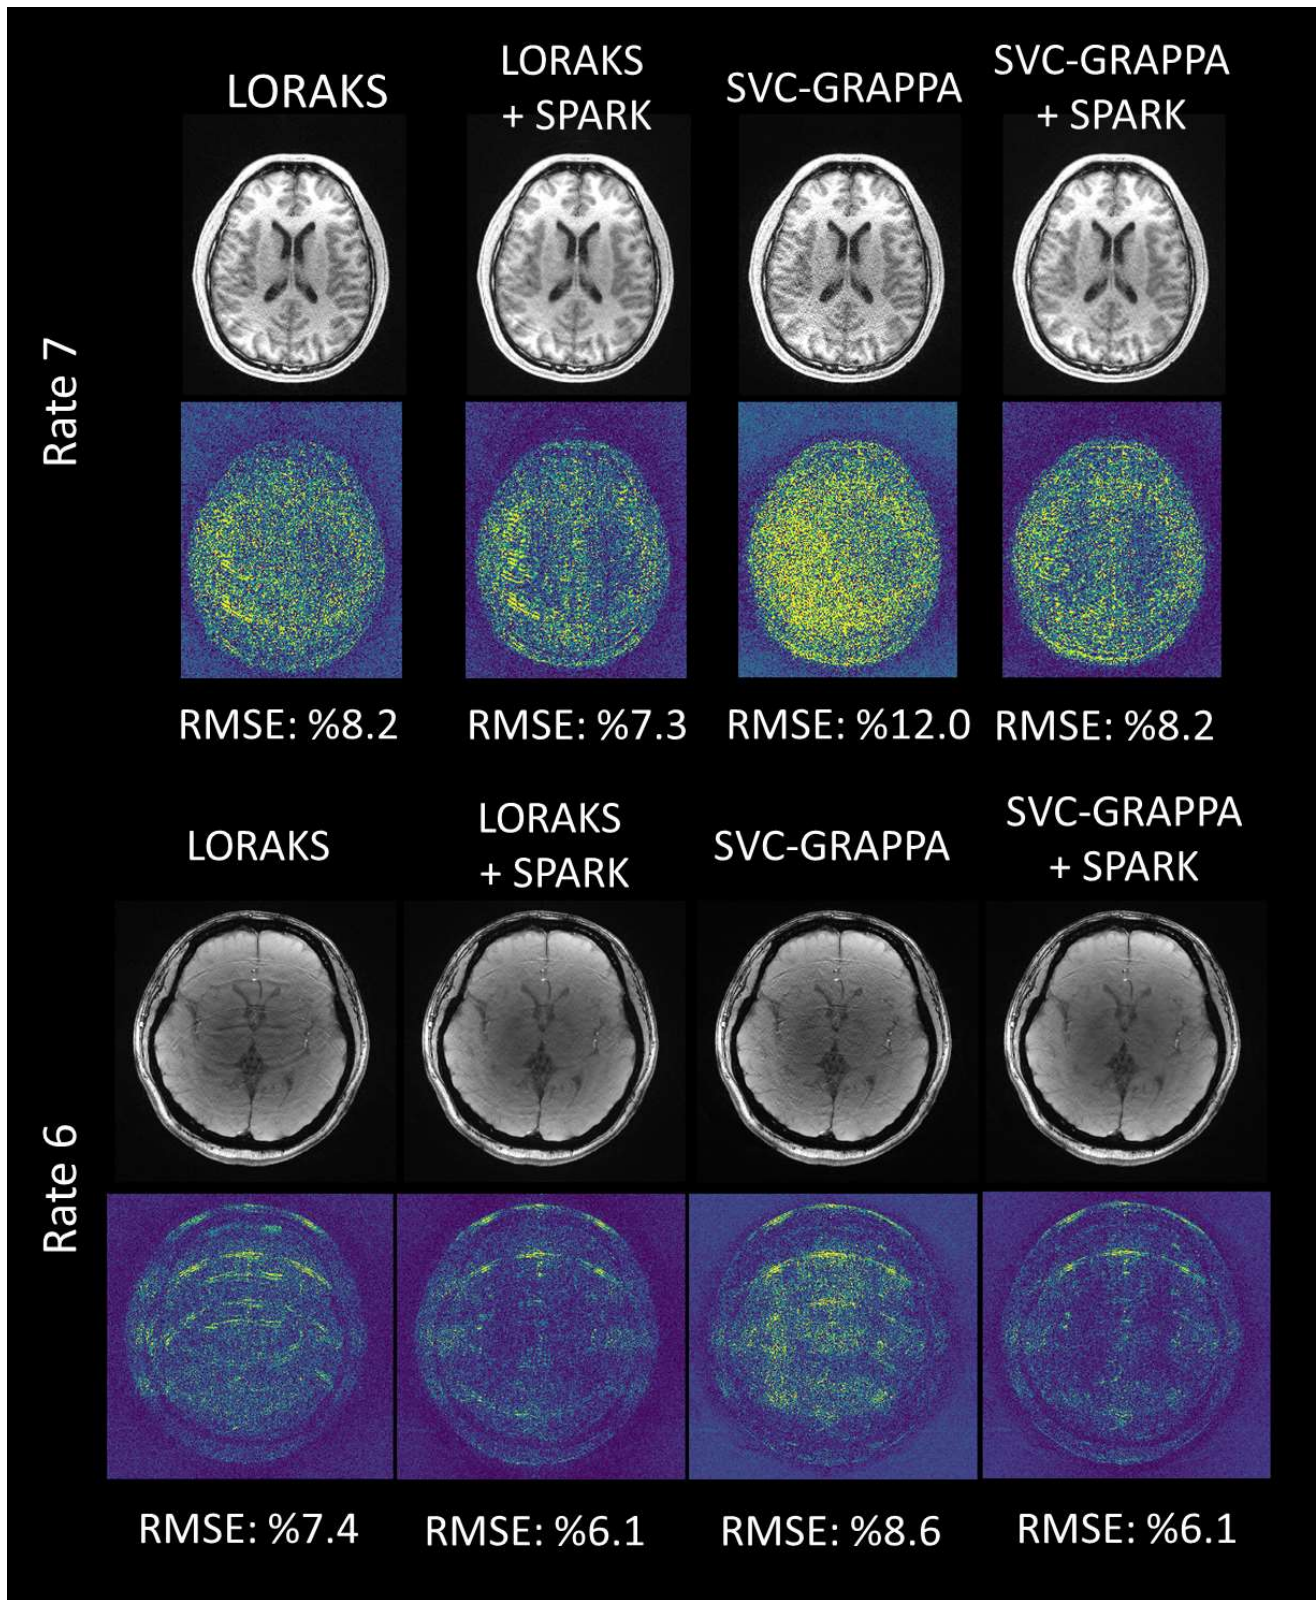 LORAKS
LORAKS
+ SPARK
SVC-GRAPPA
SVC-GRAPPA
+ SPARK
Rate 7
RMSE: %8.2
RMSE: %7.3
RMSE: %12.0
RMSE: %8.2
LORAKS
LORAKS
+ SPARK
SVC-GRAPPA
SVC-GRAPPA
+ SPARK
Rate 6
RMSE: %7.4
RMSE: %6.1
RMSE: %8.6
RMSE: %6.1